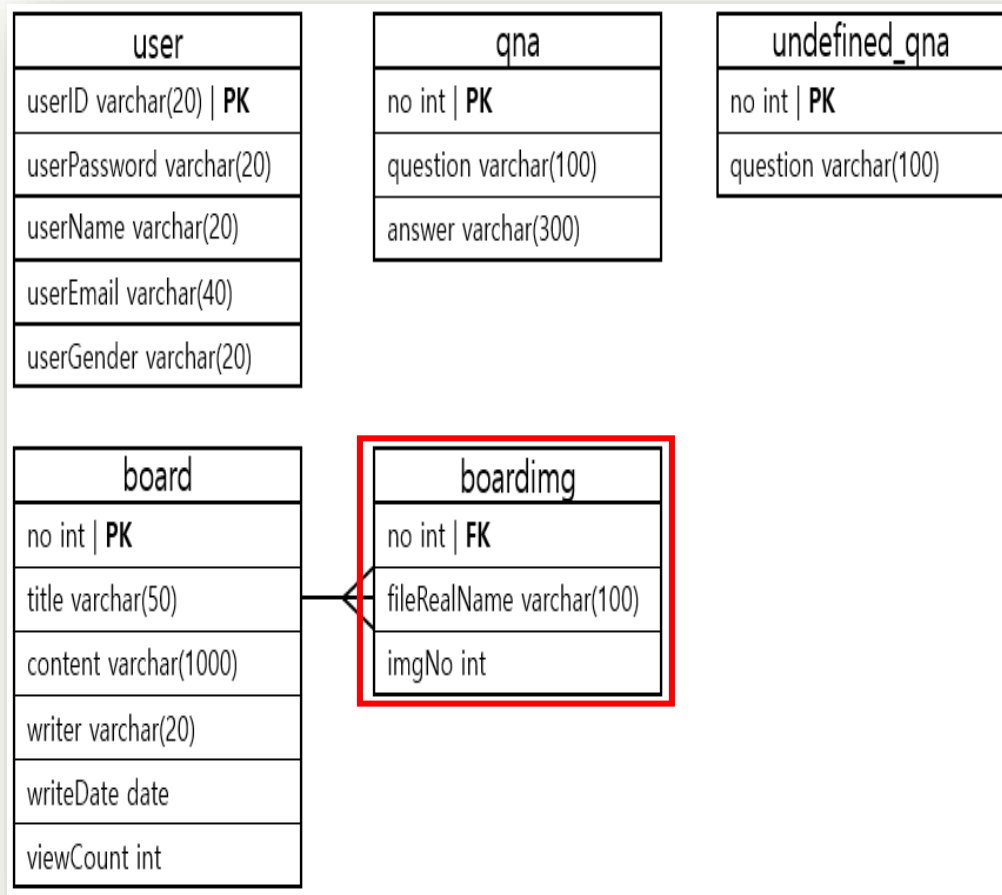 user
userID varchar(20) | PK
userPassword varchar(20)
userName varchar(20)
userEmail varchar(40)
userGender varchar(20)
qna
no int | PK
question varchar(100)
answer varchar(300)
undefined_qna
no int | PK
question varchar(100)
board
no int | PK
title varchar(50)
content varchar(1000)
writer varchar(20)
writeDate date
viewCount int
boardimg
no int | FK
fileRealName varchar(100)
imgNo int